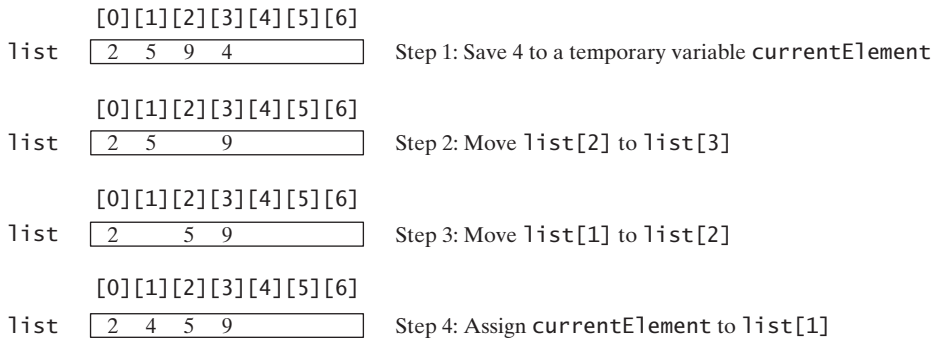 [0][1][2][3][4][5][6]
list 2 5 9 4 Step 1: Save 4 to a temporary variable currentElement
[0][1][2][3][4][5][6]
list 2 5 9 Step 2: Move list[2] to list[3]
[0][1][2][3][4][5][6]
list 2 5 9 Step 3: Move list[1] to list[2]
[0][1][2][3][4][5][6]
list 2 4 5 9 Step 4: Assign currentElement to list[1]